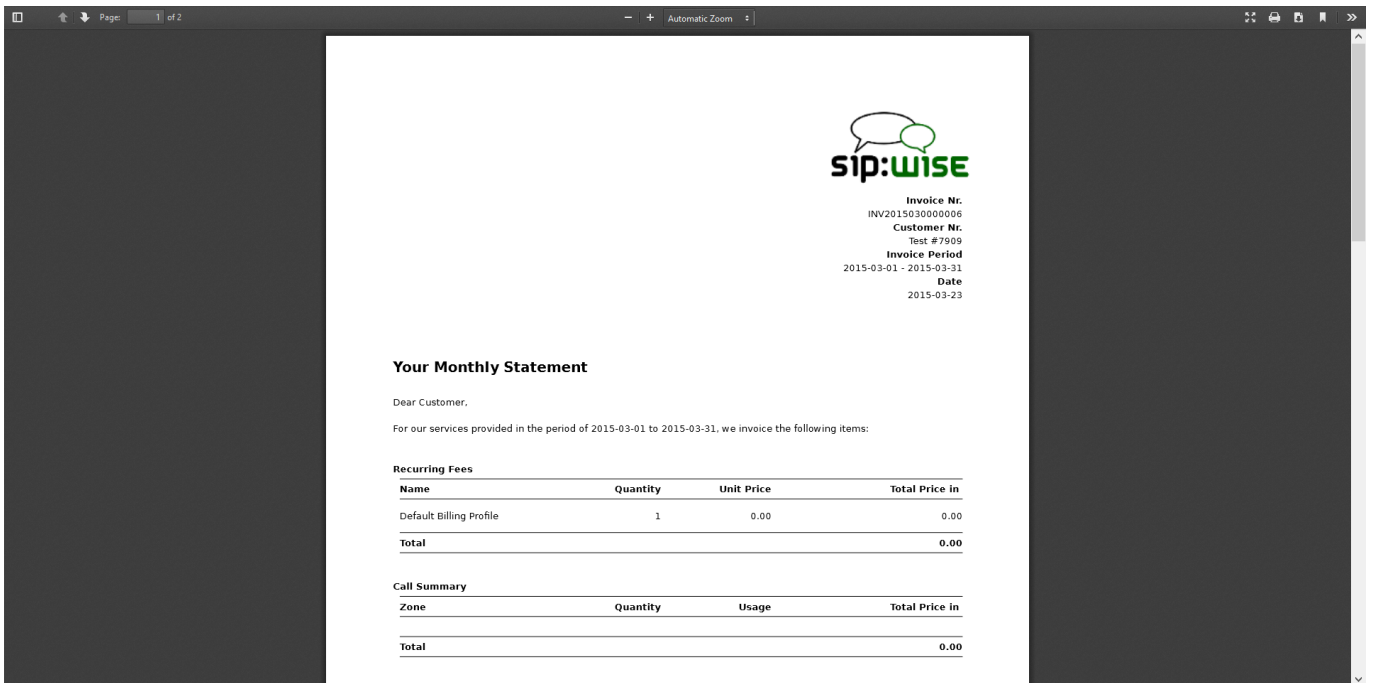 Page: 1 of 2
Automatic Zoom
sip:wise
Invoice Nr.
INV2015030000006
Customer Nr.
Test #7909
Invoice Period
2015-03-01 - 2015-03-31
Date
2015-03-23
Your Monthly Statement
Dear Customer,
For our services provided in the period of 2015-03-01 to 2015-03-31, we invoice the following items:
Recurring Fees
Name Quantity Unit Price Total Price in
Default Billing Profile 1 0.00 0.00
Total 0.00
Call Summary
Zone Quantity Usage Total Price in
Total 0.00